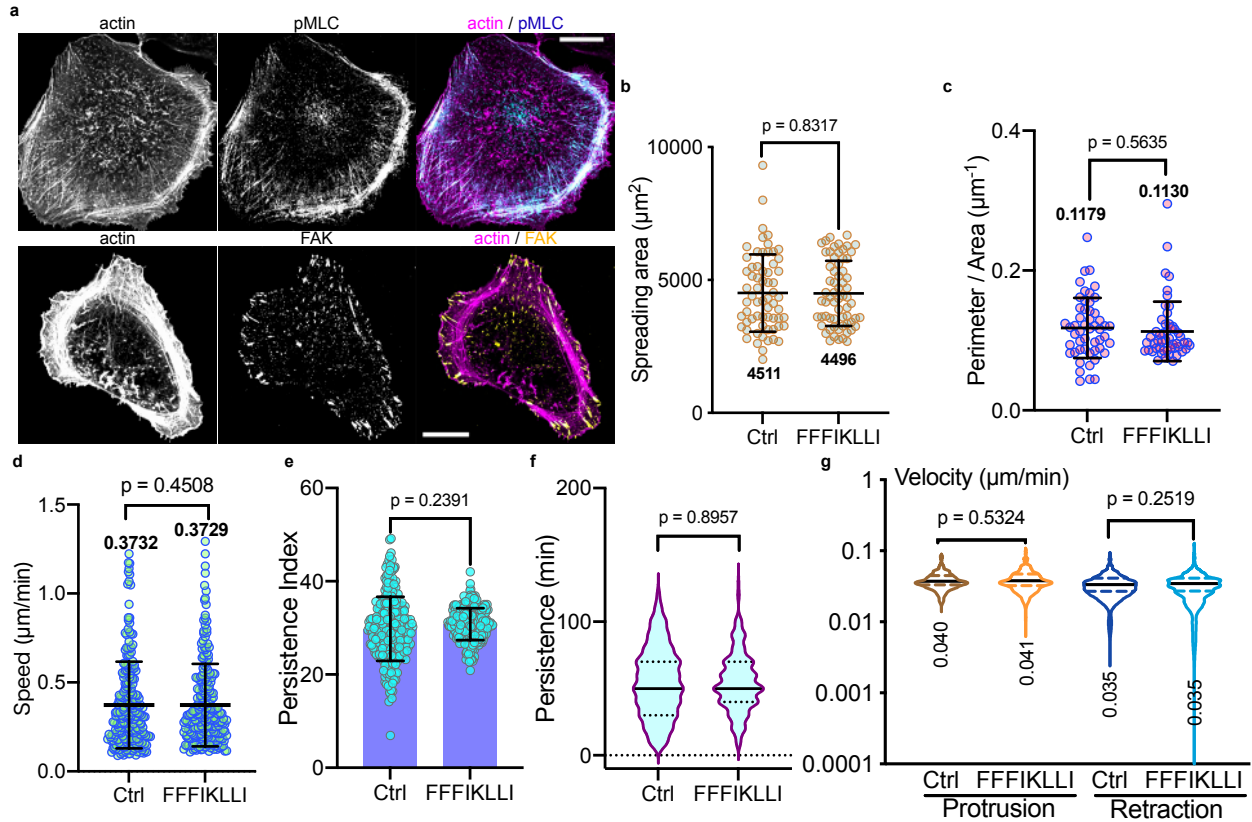 a
actin
pMLC
actin / pMLC
actin
FAK
actin / FAK
b
p = 0.8317
Spreading area (µm²)
10000
5000
0
4511
4496
Ctrl
FFFIKLLI
c
p = 0.5635
Perimeter / Area (µm⁻¹)
0.4
0.2
0.0
0.1179
0.1130
Ctrl
FFFIKLLI
d
p = 0.4508
Speed (µm/min)
1.5
1.0
0.5
0.0
0.3732
0.3729
Ctrl
FFFIKLLI
e
p = 0.2391
Persistence Index
60
40
20
0
Ctrl
FFFIKLLI
f
p = 0.8957
Persistence (min)
200
100
0
Ctrl
FFFIKLLI
g
Velocity (µm/min)
p = 0.5324
p = 0.2519
1
0.1
0.01
0.001
0.0001
0.040
0.041
0.035
0.035
Ctrl FFFIKLLI Ctrl FFFIKLLI
Protrusion Retraction